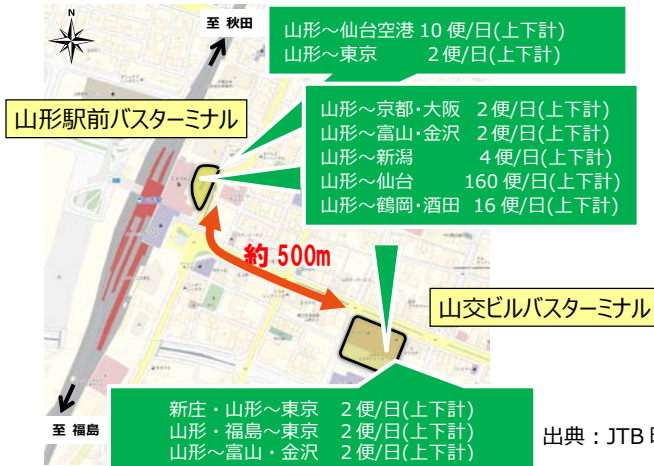 N
至 秋田
山形～仙台空港 10 便/日(上下計)
山形～東京 2便/日(上下計)
山形駅前バスターミナル
山形～京都・大阪 2便/日(上下計)
山形～富山・金沢 2便/日(上下計)
山形～新潟 4便/日(上下計)
山形～仙台 160 便/日(上下計)
山形～鶴岡・酒田 16 便/日(上下計)
約 500m
山交ビルバスターミナル
新庄・山形～東京 2便/日(上下計)
山形・福島～東京 2便/日(上下計)
山形～富山・金沢 2便/日(上下計)
至 福島
出典：JTB